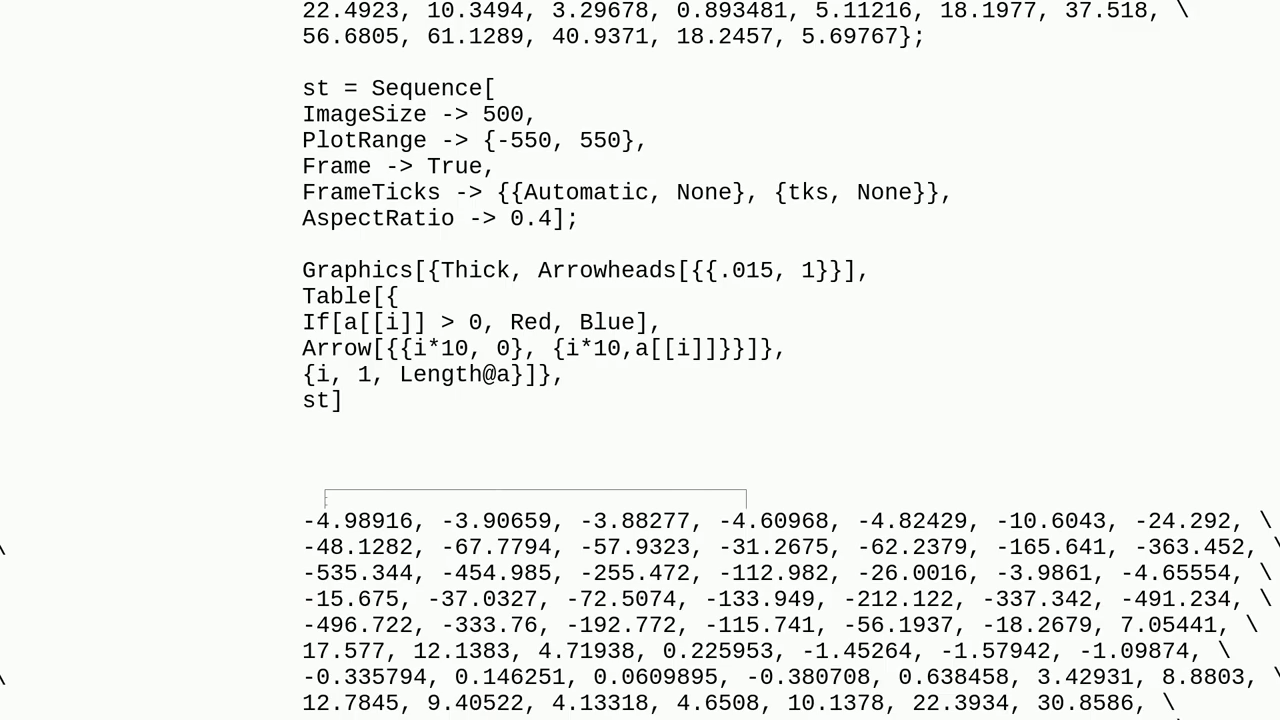 22.4923, 10.3494, 3.29678, 0.893481, 5.11216, 18.1977, 37.518, \
56.6805, 61.1289, 40.9371, 18.2457, 5.69767};
st = Sequence[
ImageSize -> 500,
PlotRange -> {-550, 550},
Frame -> True,
FrameTicks -> {{Automatic, None}, {tks, None}},
AspectRatio -> 0.4];
Graphics[{Thick, Arrowheads[{{.015, 1}}],
Table[{
If[a[[i]] > 0, Red, Blue],
Arrow[{{i*10, 0}, {i*10,a[[i]]}}]},
{i, 1, Length@a}]},
st]
-4.98916, -3.90659, -3.88277, -4.60968, -4.82429, -10.6043, -24.292, \
\ -48.1282, -67.7794, -57.9323, -31.2675, -62.2379, -165.641, -363.452, \
-535.344, -454.985, -255.472, -112.982, -26.0016, -3.9861, -4.65554, \
-15.675, -37.0327, -72.5074, -133.949, -212.122, -337.342, -491.234, \
-496.722, -333.76, -192.772, -115.741, -56.1937, -18.2679, 7.05441, \
17.577, 12.1383, 4.71938, 0.225953, -1.45264, -1.57942, -1.09874, \
\ -0.335794, 0.146251, 0.0609895, -0.380708, 0.638458, 3.42931, 8.8803, \
12.7845, 9.40522, 4.13318, 4.6508, 10.1378, 22.3934, 30.8586, \